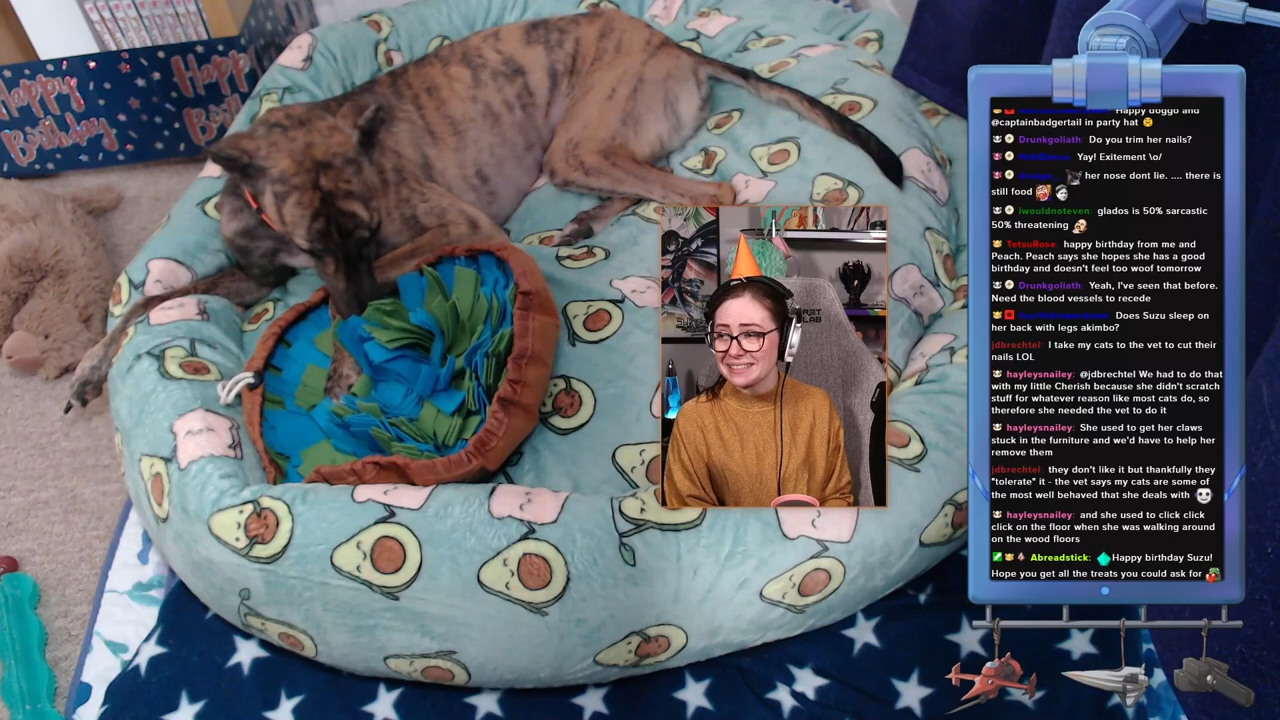 Happy
Birthday
Happy
Birth
RET
LAB
Happy doggo and
@captainbadgertail in party hat
Drunkgoliath: Do you trim her nails?
Yay! Exitement \o/
her nose dont lie. .... there is
still food
iwouldnoteven: glados is 50% sarcastic
50% threatening
TetsuRose: happy birthday from me and
Peach. Peach says she hopes she has a good
birthday and doesn't feel too woof tomorrow
Drunkgoliath: Yeah, I've seen that before.
Need the blood vessels to recede
Does Suzu sleep on
her back with legs akimbo?
jdbrechtel: I take my cats to the vet to cut their
nails LOL
hayleysnailey: @jdbrechtel We had to do that
with my little Cherish because she didn't scratch
stuff for whatever reason like most cats do, so
therefore she needed the vet to do it
hayleysnailey: She used to get her claws
stuck in the furniture and we'd have to help her
remove them
jdbrechtel: they don't like it but thankfully they
*tolerate* it - the vet says my cats are some of
the most well behaved that she deals with
hayleysnailey: and she used to click click
click on the floor when she was walking around
on the wood floors
Abreadstick: Happy birthday Suzu!
Hope you get all the treats you could ask for